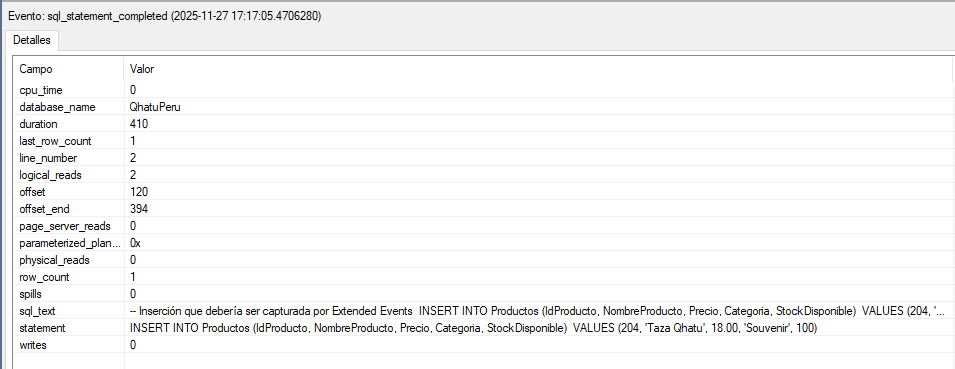 Evento: sql_statement_completed (2025-11-27 17:17:05.4706280)
Detalles
Campo Valor
cpu_time 0
database_name QhatuPeru
duration 410
last_row_count 1
line_number 2
logical_reads 2
offset 120
offset_end 394
page_server_reads 0
parameterized_plan... 0x
physical_reads 0
row_count 1
spills 0
sql_text -- Inserción que debería ser capturada por Extended Events INSERT INTO Productos (IdProducto, NombreProducto, Precio, Categoria, StockDisponible) VALUES (204, '...
statement INSERT INTO Productos (IdProducto, NombreProducto, Precio, Categoria, StockDisponible) VALUES (204, 'Taza Qhatu', 18.00, 'Souvenir', 100)
writes 0